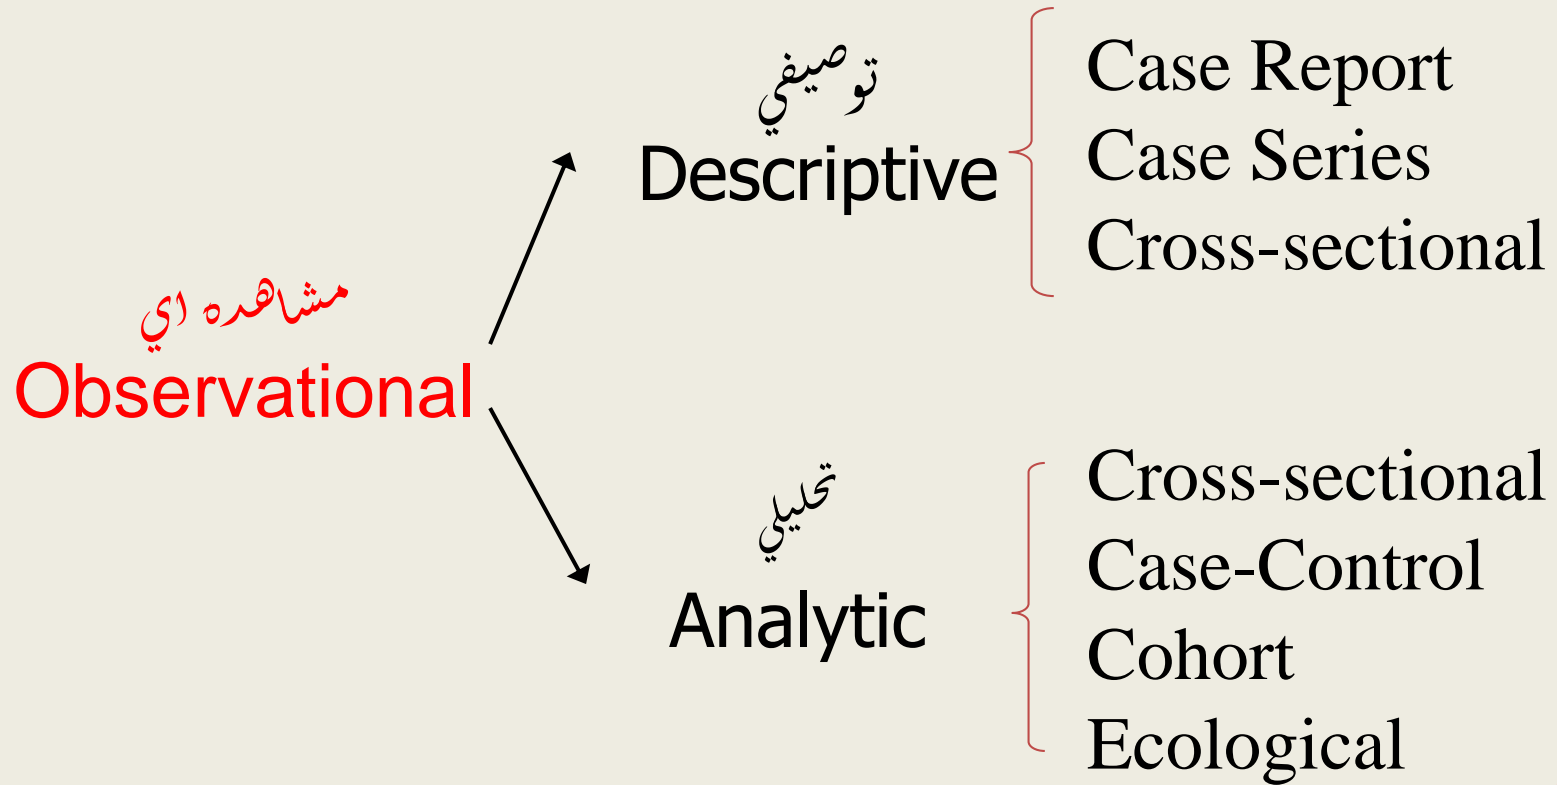 مشاهده اي
Observational
توصيفي
Descriptive
Case Report
Case Series
Cross-sectional
تحليلي
Analytic
Cross-sectional
Case-Control
Cohort
Ecological